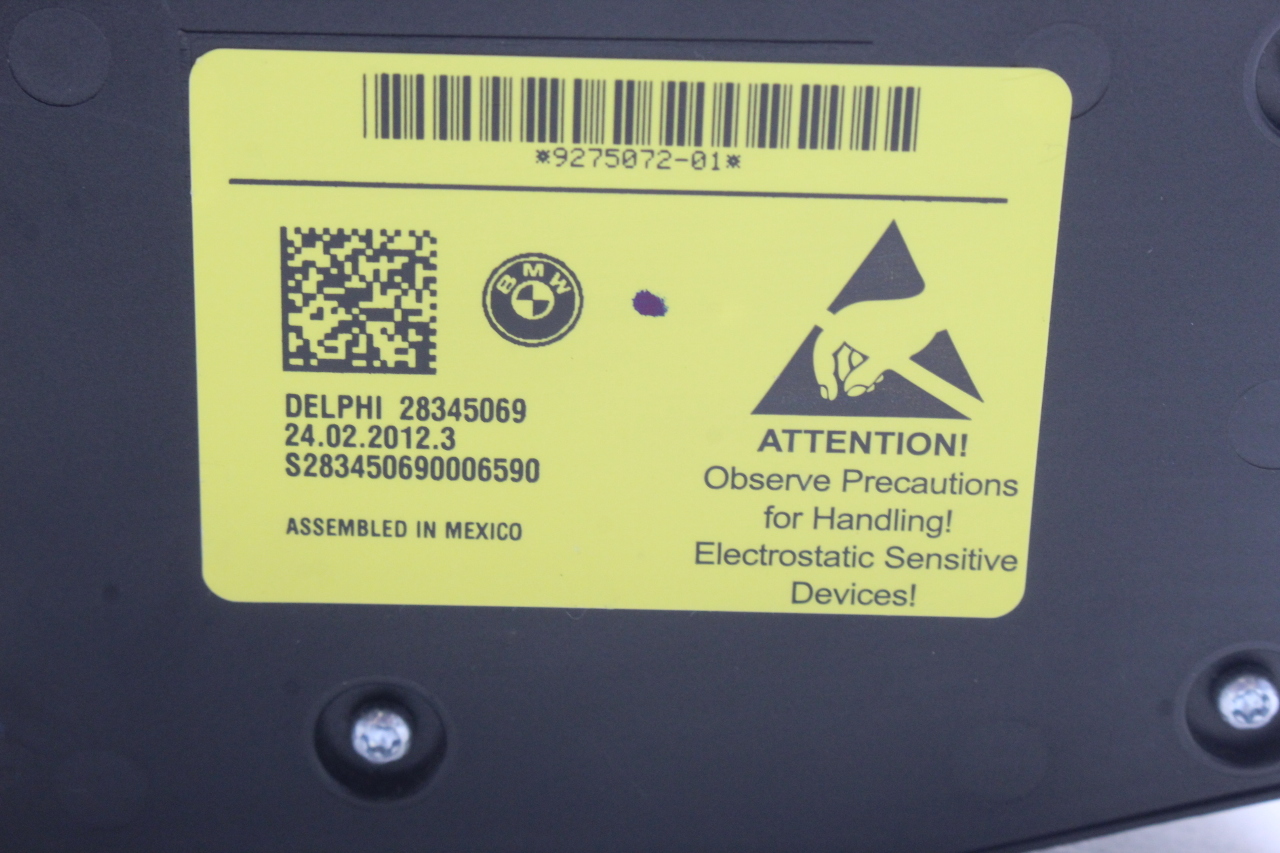 *9275072-01*
BMW
DELPHI 28345069
24.02.2012.3
S283450690006590
ASSEMBLED IN MEXICO
ATTENTION!
Observe Precautions
for Handling!
Electrostatic Sensitive
Devices!